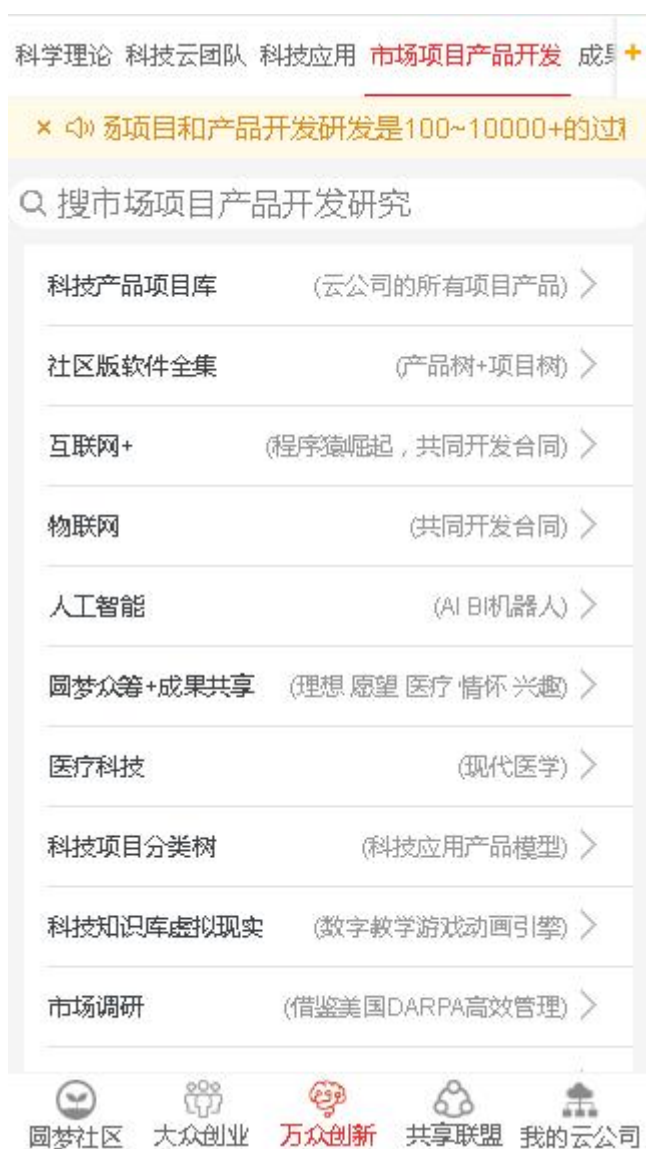 科学理论 科技云团队 科技应用 市场项目产品开发 成 +
× 场项目和产品开发研发是100~10000+的过
搜市场项目产品开发研究
科技产品项目库 (云公司的所有项目产品)
社区版软件全集 (产品树+项目树)
互联网+ (程序猿崛起，共同开发合同)
物联网 (共同开发合同)
人工智能 (AI BI机器人)
圆梦众筹+成果共享 (理想 愿望 医疗 情怀 兴趣)
医疗科技 (现代医学)
科技项目分类树 (科技应用产品模型)
科技知识库虚拟现实 (数字教学游戏动画引擎)
市场调研 (借鉴美国DARPA高效管理)
圆梦社区 大众创业 万众创新 共享联盟 我的云公司